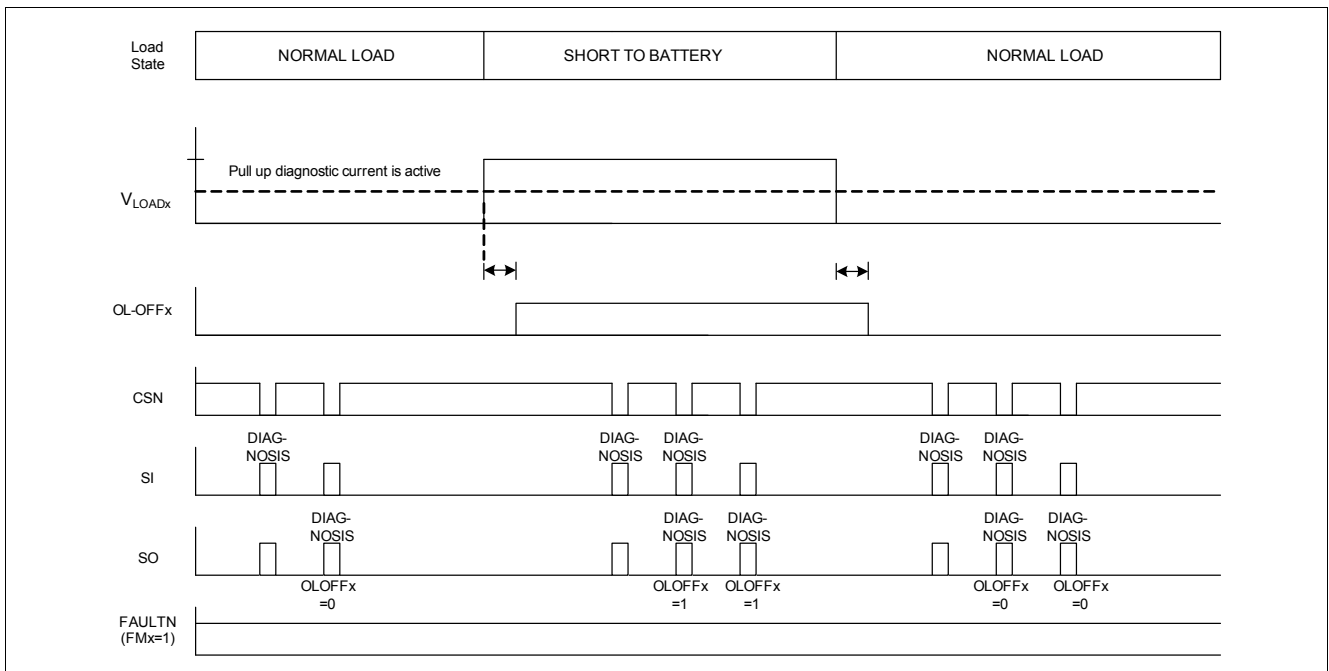 Load
State
NORMAL LOAD
SHORT TO BATTERY
NORMAL LOAD
Pull up diagnostic current is active
VLOADx
OL-OFFx
CSN
DIAG-
NOSIS
DIAG-
NOSIS
DIAG-
NOSIS
DIAG-
NOSIS
DIAG-
NOSIS
SI
DIAG-
NOSIS
DIAG-
NOSIS
DIAG-
NOSIS
DIAG-
NOSIS
DIAG-
NOSIS
SO
OLOFFx
=0
OLOFFx
=1
OLOFFx
=1
OLOFFx
=0
OLOFFx
=0
FAULTN
(FMx=1)